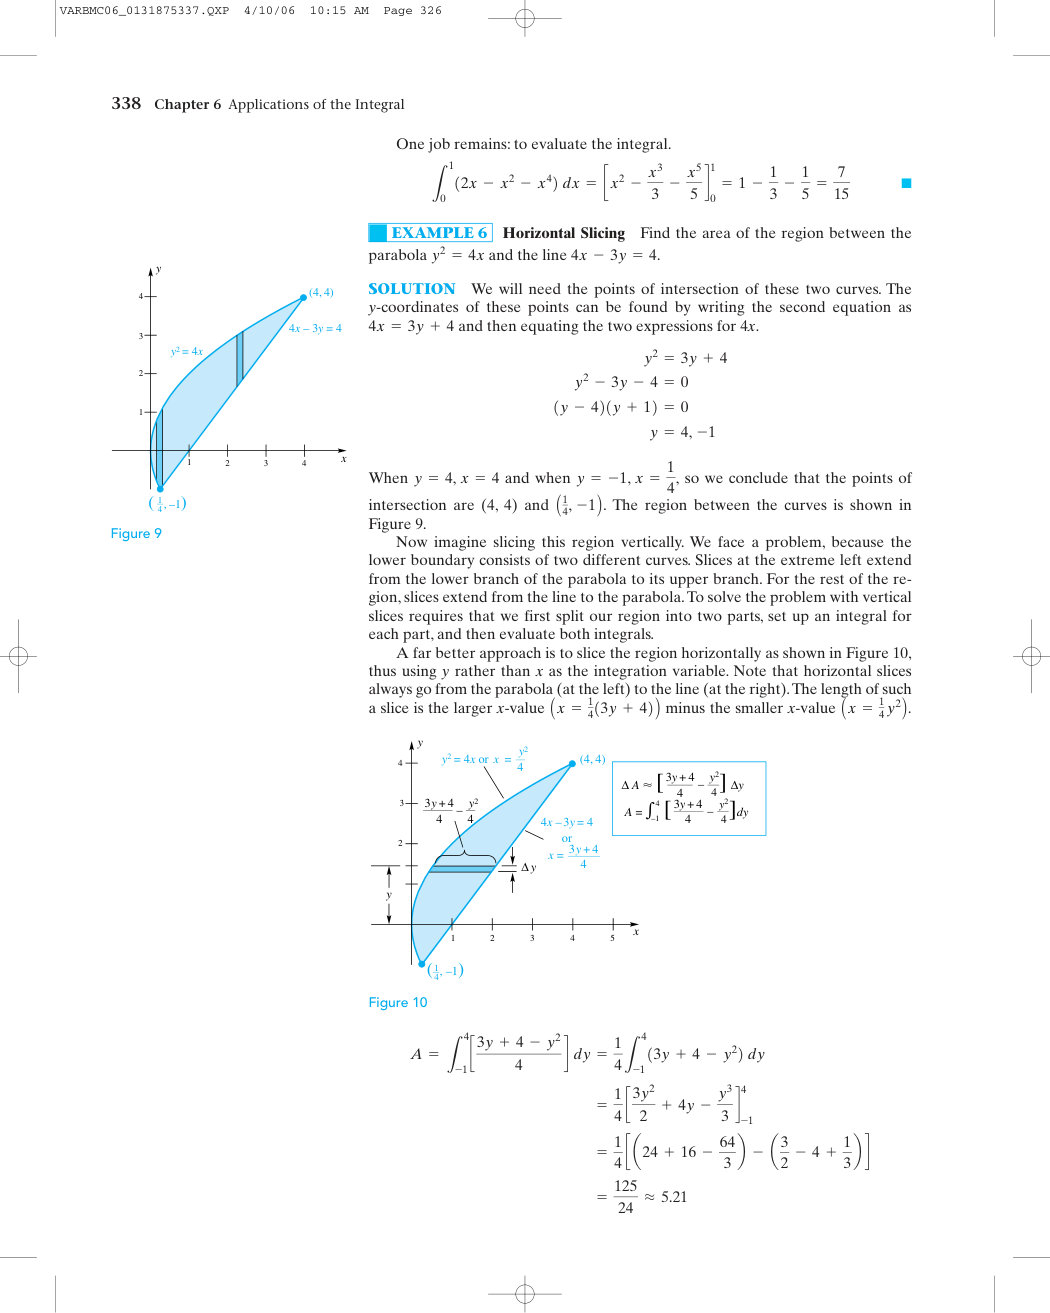 VARBMC06_0131875337.QXP 4/10/06 10:15 AM Page 326
338 Chapter 6 Applications of the Integral
One job remains: to evaluate the integral.
∫₀¹ (2x − x² − x⁴) dx = [x² − x³/3 − x⁵/5]₀¹ = 1 − 1/3 − 1/5 = 7/15
EXAMPLE 6 Horizontal Slicing Find the area of the region between the
parabola y² = 4x and the line 4x − 3y = 4.
SOLUTION We will need the points of intersection of these two curves. The
y-coordinates of these points can be found by writing the second equation as
4x = 3y + 4 and then equating the two expressions for 4x.
y² = 3y + 4
y² − 3y − 4 = 0
(y − 4)(y + 1) = 0
y = 4, −1
y
4
3
2
1
(4, 4)
4x – 3y = 4
y² = 4x
1 2 3 4 x
(1/4, –1)
Figure 9
When y = 4, x = 4 and when y = −1, x = 1/4, so we conclude that the points of
intersection are (4, 4) and (1/4, −1). The region between the curves is shown in
Figure 9.
Now imagine slicing this region vertically. We face a problem, because the
lower boundary consists of two different curves. Slices at the extreme left extend
from the lower branch of the parabola to its upper branch. For the rest of the re-
gion, slices extend from the line to the parabola. To solve the problem with vertical
slices requires that we first split our region into two parts, set up an integral for
each part, and then evaluate both integrals.
A far better approach is to slice the region horizontally as shown in Figure 10,
thus using y rather than x as the integration variable. Note that horizontal slices
always go from the parabola (at the left) to the line (at the right). The length of such
a slice is the larger x-value (x = 1/4(3y + 4)) minus the smaller x-value (x = 1/4 y²).
y
4
3
2
y² = 4x or x = y²/4
(4, 4)
(3y + 4)/4 – y²/4
4x – 3y = 4
or
x = (3y + 4)/4
Δy
y
1 2 3 4 5 x
(1/4, –1)
ΔA ≈ [(3y + 4)/4 – y²/4] Δy
A = ∫₋₁⁴ [(3y + 4)/4 – y²/4] dy
Figure 10
A = ∫₋₁⁴ [(3y + 4 − y²)/4] dy = 1/4 ∫₋₁⁴ (3y + 4 − y²) dy
= 1/4 [3y²/2 + 4y − y³/3]₋₁⁴
= 1/4 [(24 + 16 − 64/3) − (3/2 − 4 + 1/3)]
= 125/24 ≈ 5.21